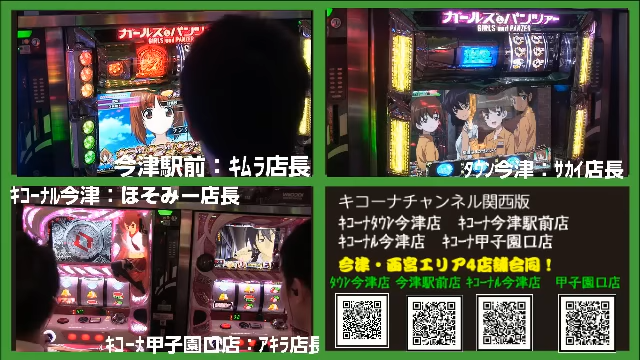 ガールズ&パンツァー
GIRLS und PANZER
今津駅前:ｷﾑﾗ店長
ガールズ&パンツァー
GIRLS und PANZER
ﾀｳﾝ今津:ｻｶｲ店長
ｷｺｰﾅﾙ今津:ほそみー店長
ｷｺｰﾅ甲子園口店:ｱｷﾗ店長
キコーナチャンネル関西版
ｷｺｰﾅﾀｳﾝ今津店 ｷｺｰﾅ今津駅前店
ｷｺｰﾅﾙ今津店 ｷｺｰﾅ甲子園口店
今津・西宮エリア4店舗合同!
ﾀｳﾝ今津店 今津駅前店 ｷｺｰﾅﾙ今津店 甲子園口店